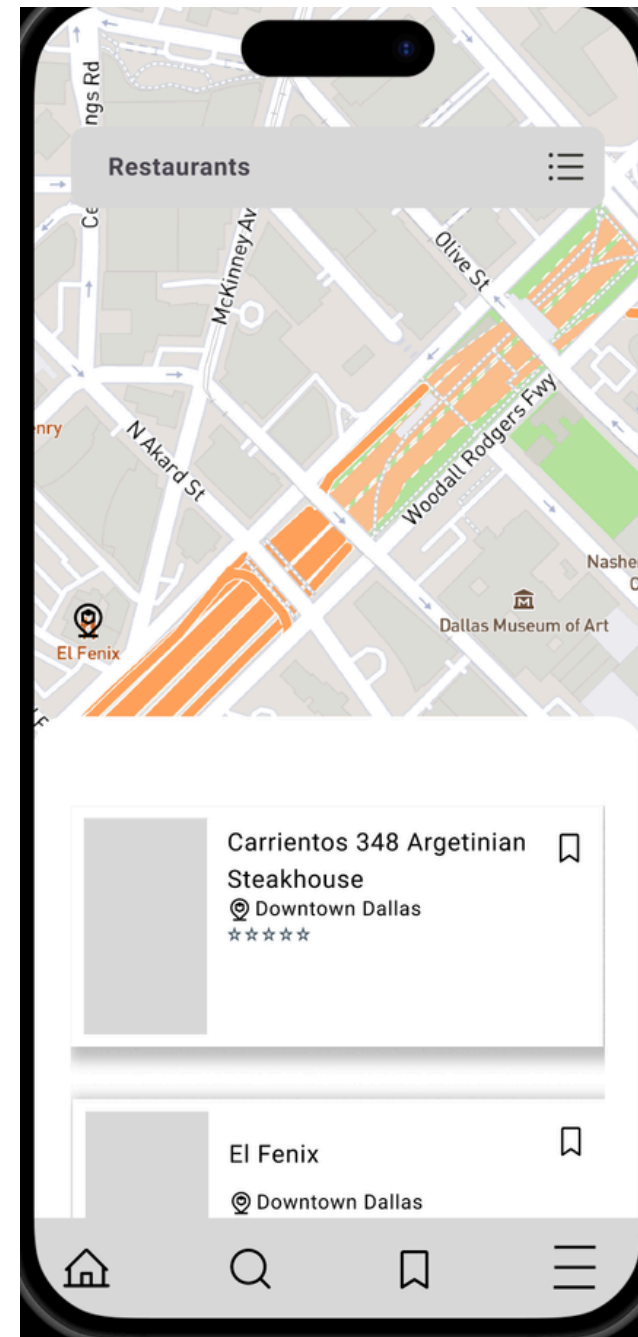 ngs Rd
Restaurants
Ce
McKinney Av
Olive St
Woodall Rodgers Fwy
N Akard St
enry
Nashe
Dallas Museum of Art
El Fenix
Carrientos 348 Argetinian
Steakhouse
Downtown Dallas
El Fenix
Downtown Dallas